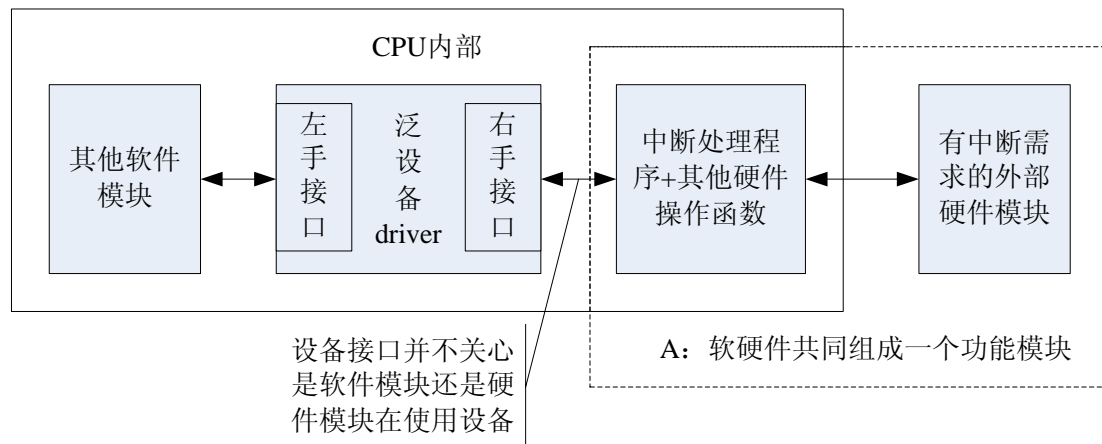 CPU内部
其他软件
模块
左
手
接
口
泛
设
备
driver
右
手
接
口
中断处理程
序+其他硬件
操作函数
有中断需
求的外部
硬件模块
设备接口并不关心
是软件模块还是硬
件模块在使用设备
A：软硬件共同组成一个功能模块